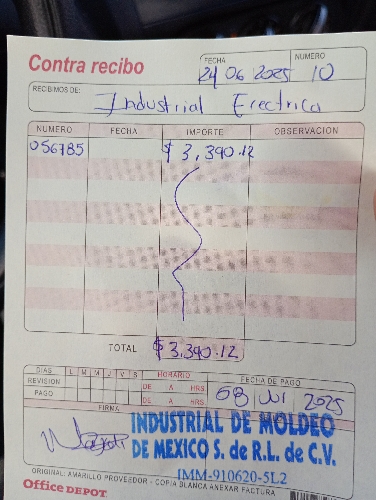 Contra recibo
FECHA NUMERO
24 06 2025 10
RECIBIMOS DE:
Industrial Erectrica
NUMERO FECHA IMPORTE OBSERVACION
056785 $ 3,390.12
TOTAL $ 3,390.12
DIAS L M M J V S HORARIO FECHA DE PAGO
REVISION DE A HRS.
PAGO DE A HRS.
08 Jul 2025
FIRMA
INDUSTRIAL DE MOLDEO
DE MEXICO S. de R.L. de C.V.
IMM-910620-5L2
ORIGINAL: AMARILLO PROVEEDOR - COPIA BLANCA ANEXAR FACTURA
Office DEPOT